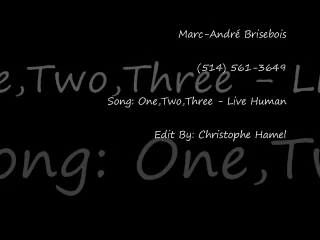 Marc-André Brisebois
(514) 561-3649
e,Two,Three - Li
Song: One,Two,Three - Live Human
Edit By: Christophe Hamel
ong: One,Tw